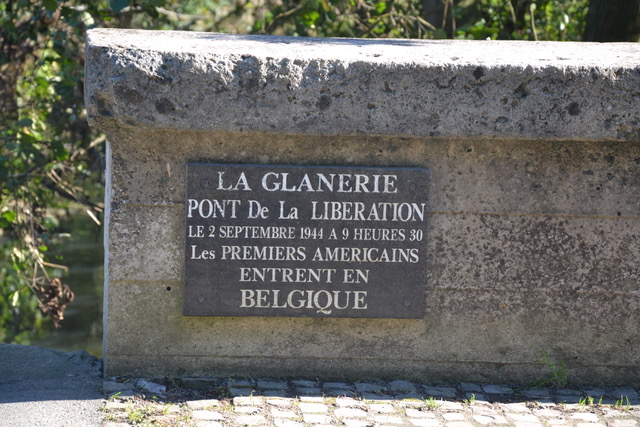 LA GLANERIE
PONT De La LIBERATION
LE 2 SEPTEMBRE 1944 A 9 HEURES 30
Les PREMIERS AMERICAINS
ENTRENT EN
BELGIQUE